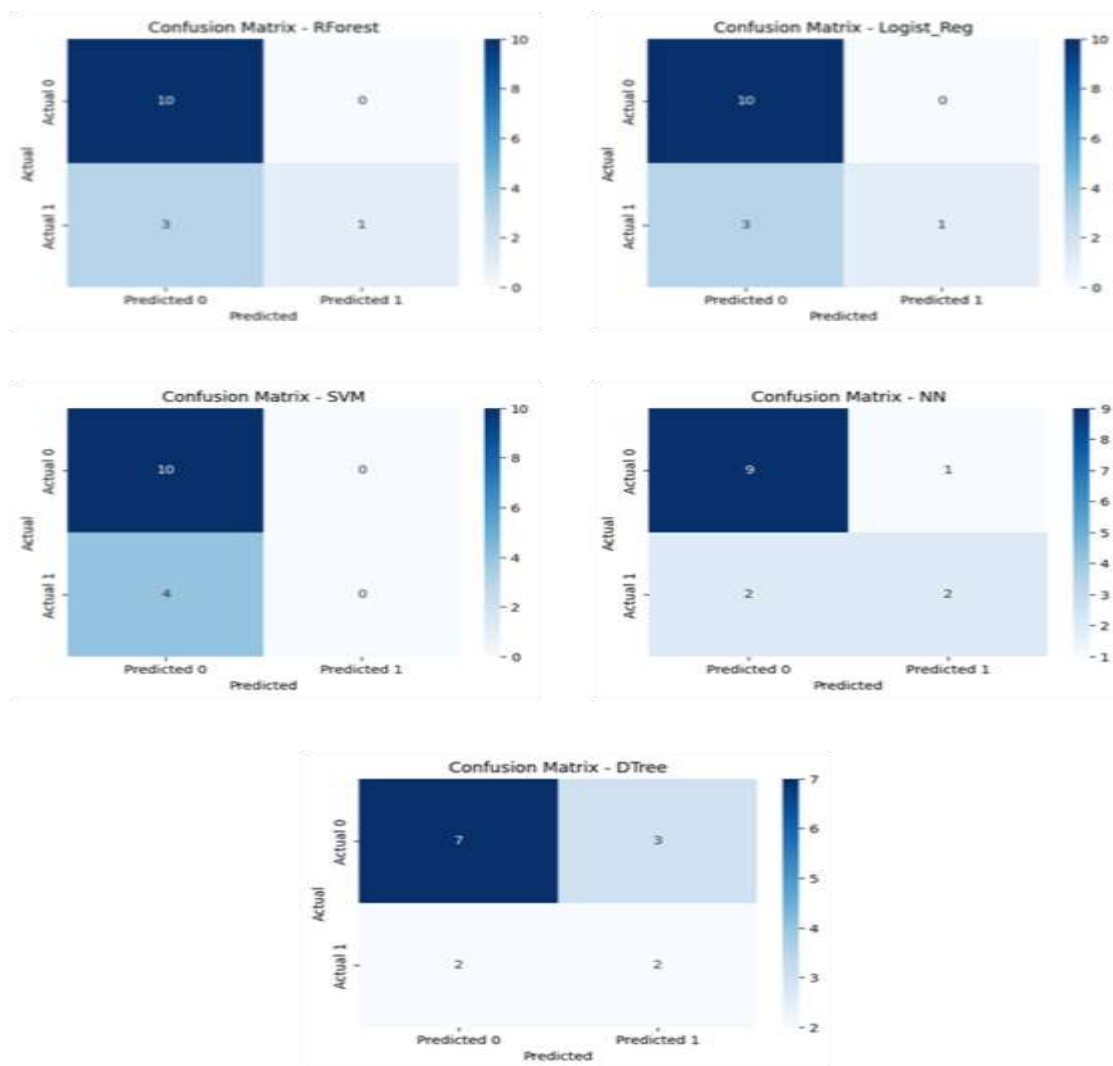 Confusion Matrix - RForest
10
8
6
4
2
0
Actual 0
Actual 1
Actual
10 0
3 1
Predicted 0 Predicted 1
Predicted
Confusion Matrix - Logist_Reg
10
8
6
4
2
0
Actual 0
Actual 1
Actual
10 0
3 1
Predicted 0 Predicted 1
Predicted
Confusion Matrix - SVM
10
8
6
4
2
0
Actual 0
Actual 1
Actual
10 0
4 0
Predicted 0 Predicted 1
Predicted
Confusion Matrix - NN
9
8
7
6
5
4
3
2
1
Actual 0
Actual 1
Actual
9 1
2 2
Predicted 0 Predicted 1
Predicted
Confusion Matrix - DTree
7
6
5
4
3
2
Actual 0
Actual 1
Actual
7 3
2 2
Predicted 0 Predicted 1
Predicted